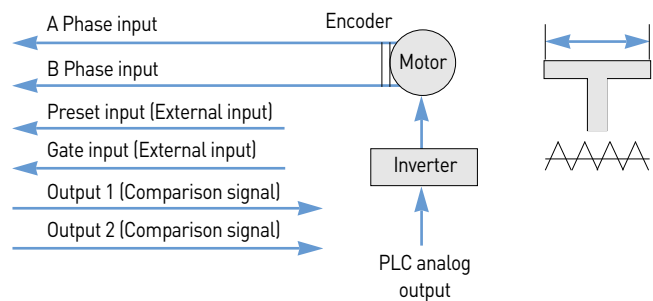 A Phase input
Encoder
B Phase input
Motor
Preset input (External input)
Gate input (External input)
Inverter
Output 1 (Comparison signal)
Output 2 (Comparison signal)
PLC analog
output